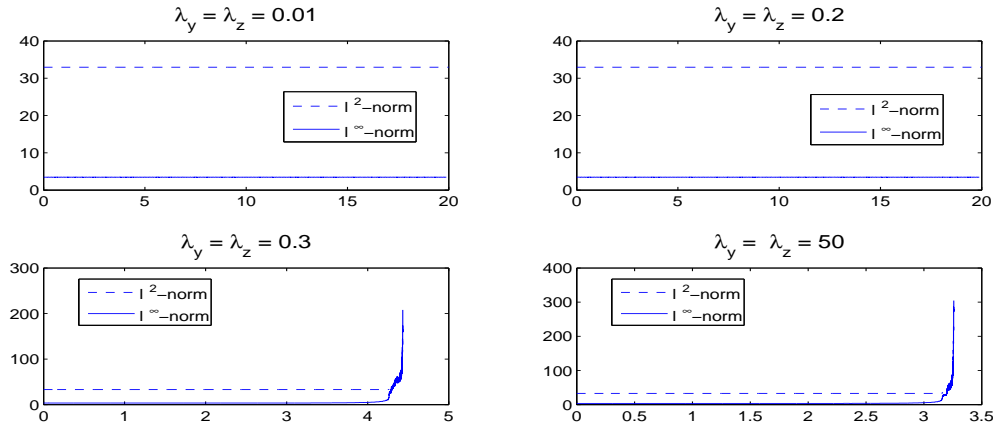 λy = λz = 0.01
40
30
20
10
0
l 2−norm
l ∞−norm
0 5 10 15 20
λy = λz = 0.2
40
30
20
10
0
l 2−norm
l ∞−norm
0 5 10 15 20
λy = λz = 0.3
300
200
100
0
l 2−norm
l ∞−norm
0 1 2 3 4 5
λy = λz = 50
400
300
200
100
0
l 2−norm
l ∞−norm
0 0.5 1 1.5 2 2.5 3 3.5